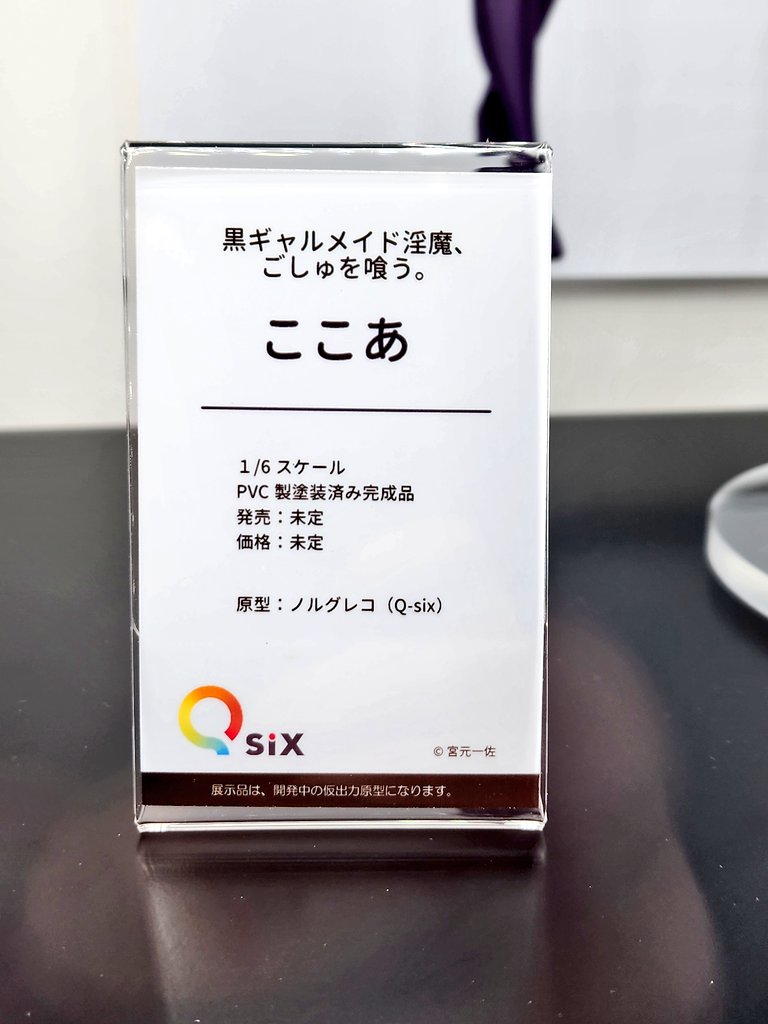 黒ギャルメイド淫魔、
ごしゅを喰う。
ここあ
1/6 スケール
PVC 製塗装済み完成品
発売：未定
価格：未定
原型：ノルグレコ（Q-six）
Q six
© 宮元一佐
展示品は、開発中の仮出力原型になります。